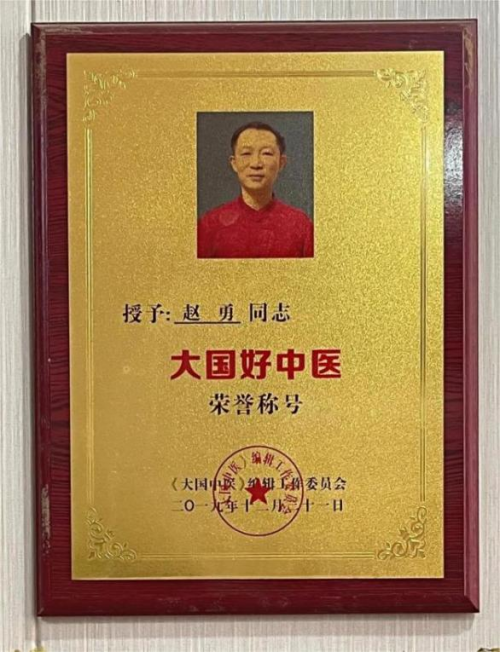 授予:赵 勇同志
大国好中医
荣誉称号
《大国中医》编辑工作委员会
二〇一九年十二月二十一日